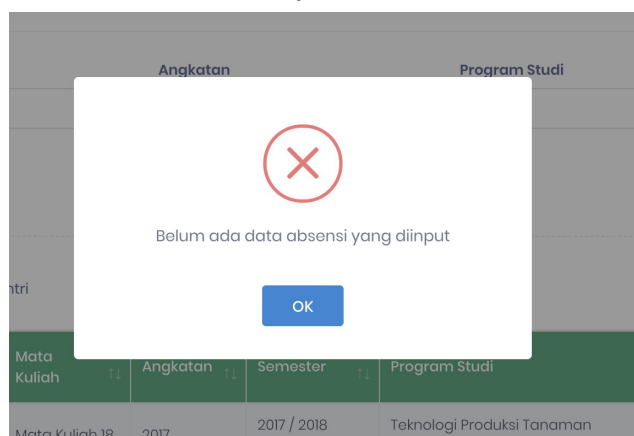 Angkatan
Program Studi
Belum ada data absensi yang diinput
ntri
OK
Mata
Kuliah
Angkatan
Semester
Program Studi
Mata Kuliah 18
2017
2017 / 2018
Teknologi Produksi Tanaman